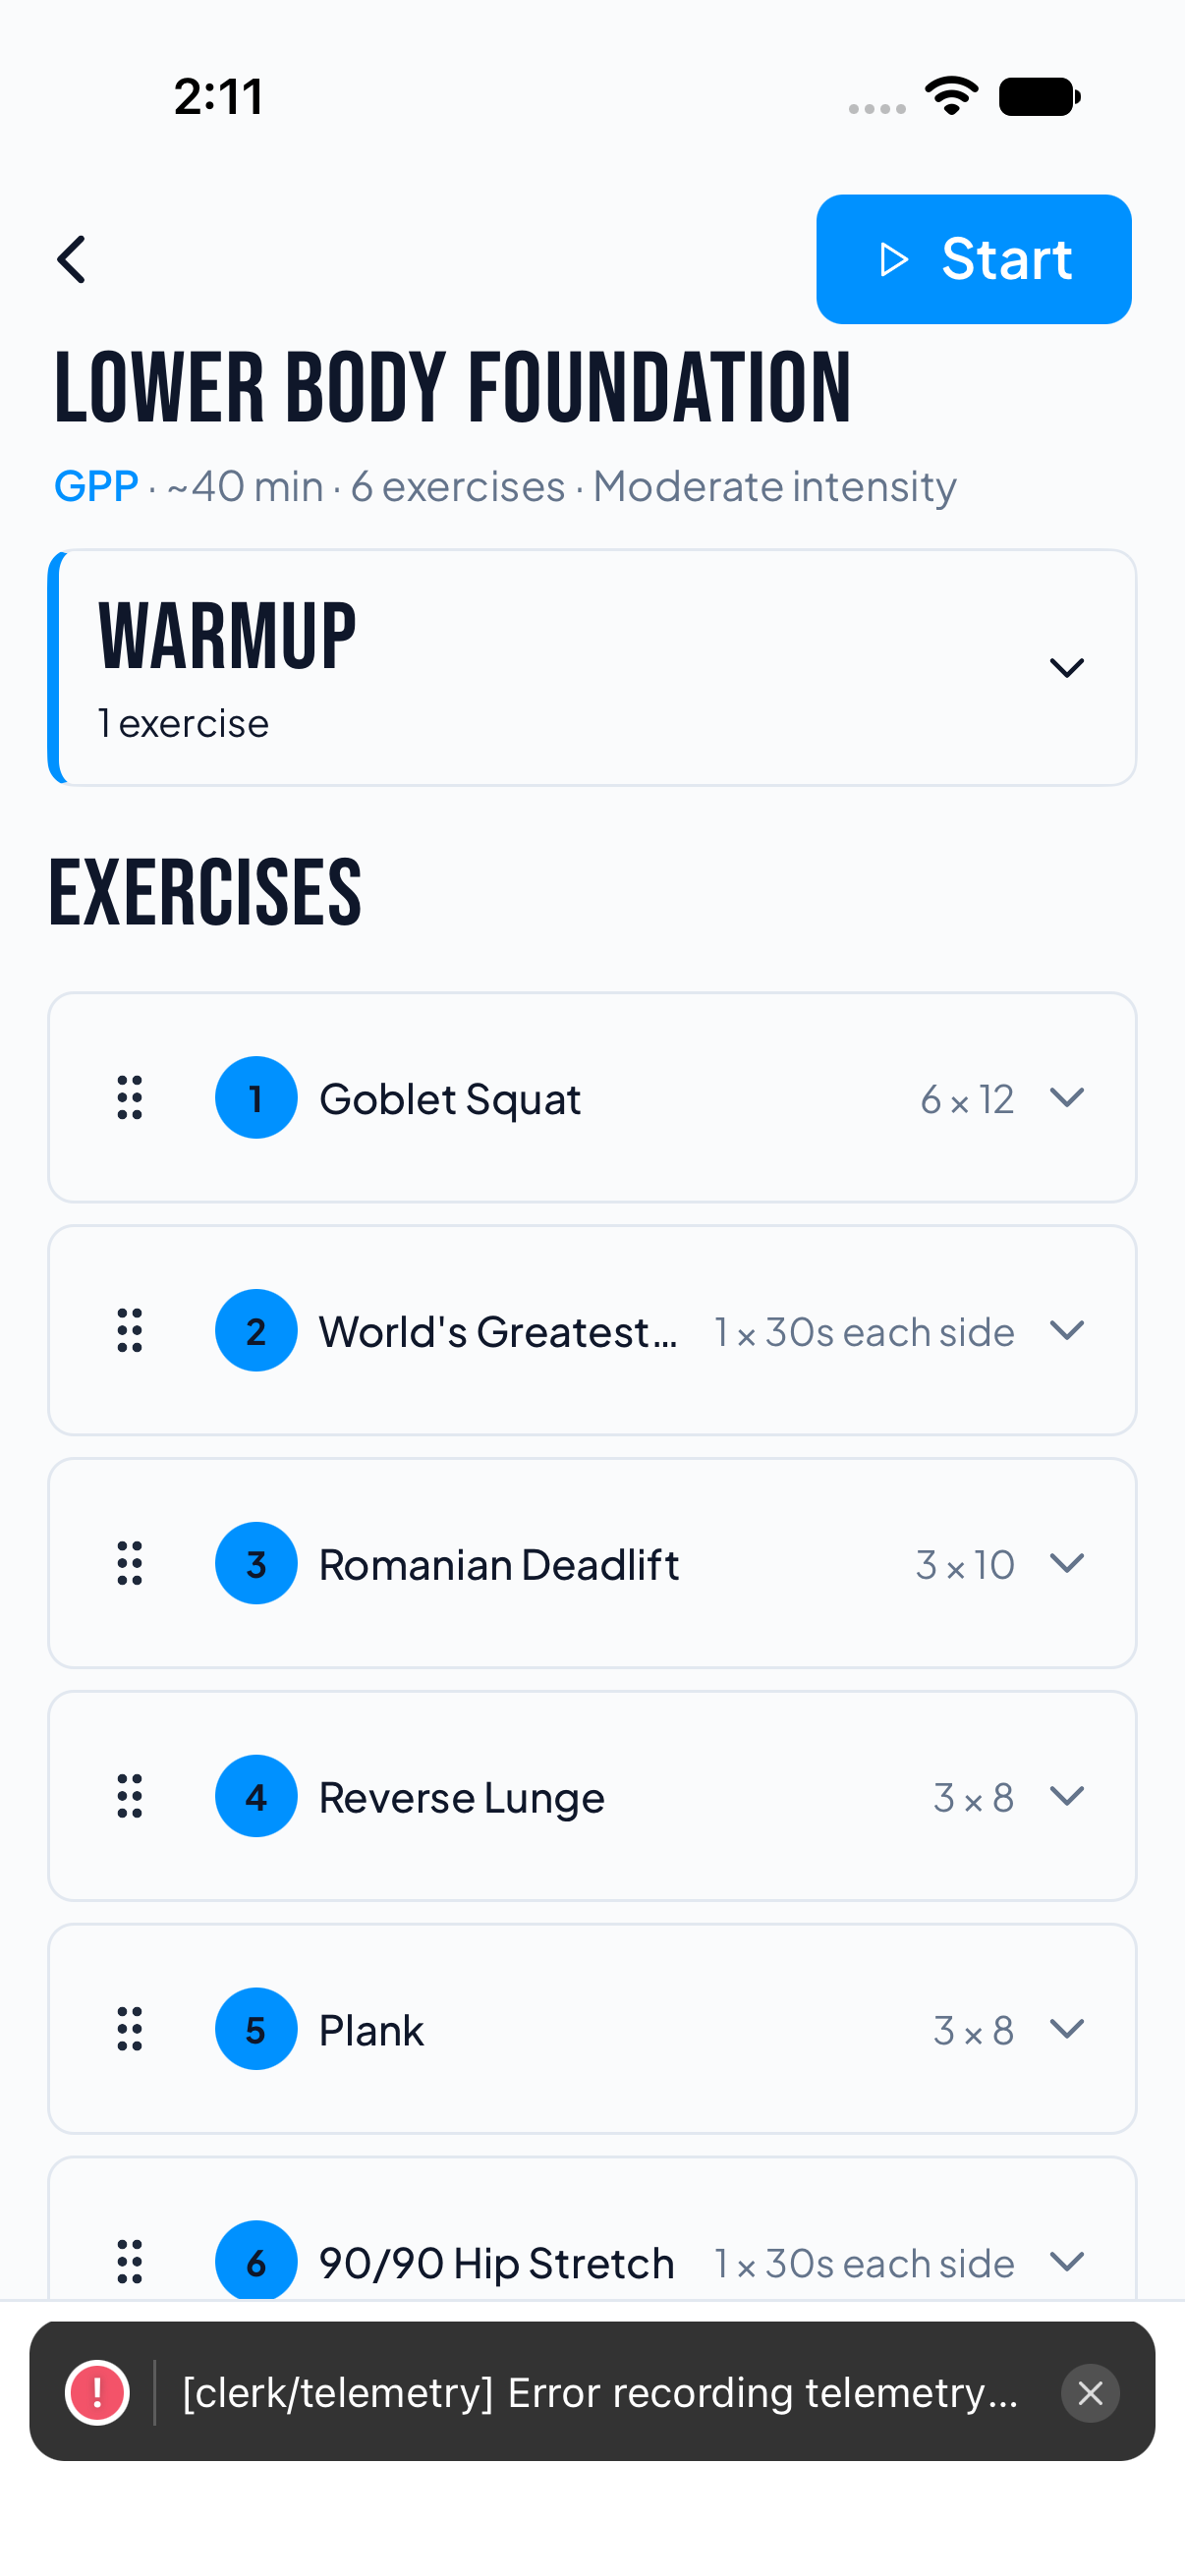 2:11
Start
LOWER BODY FOUNDATION
GPP · ~40 min · 6 exercises · Moderate intensity
WARMUP
1 exercise
EXERCISES
1 Goblet Squat 6 × 12
2 World's Greatest... 1 × 30s each side
3 Romanian Deadlift 3 × 10
4 Reverse Lunge 3 × 8
5 Plank 3 × 8
6 90/90 Hip Stretch 1 × 30s each side
! [clerk/telemetry] Error recording telemetry...